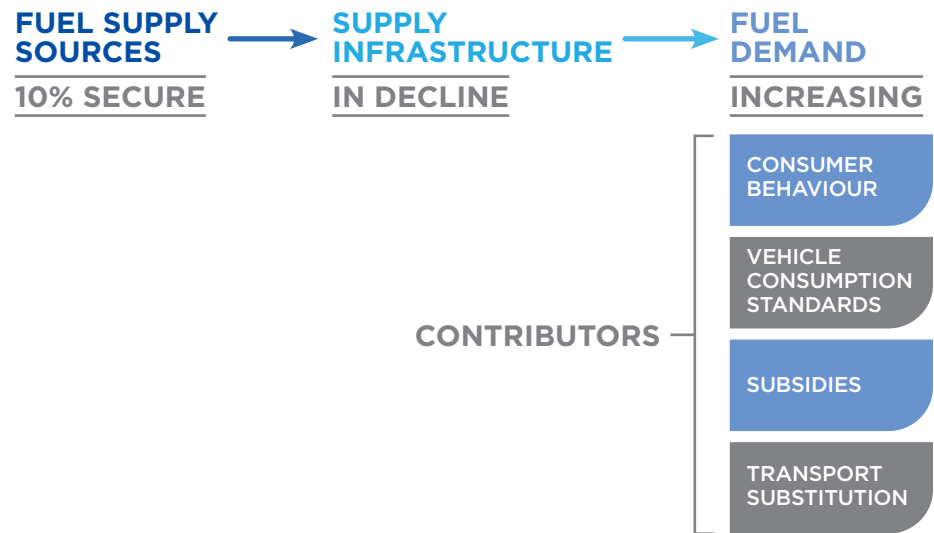 FUEL SUPPLY
SOURCES
10% SECURE
SUPPLY
INFRASTRUCTURE
IN DECLINE
FUEL
DEMAND
INCREASING
CONTRIBUTORS
CONSUMER
BEHAVIOUR
VEHICLE
CONSUMPTION
STANDARDS
SUBSIDIES
TRANSPORT
SUBSTITUTION